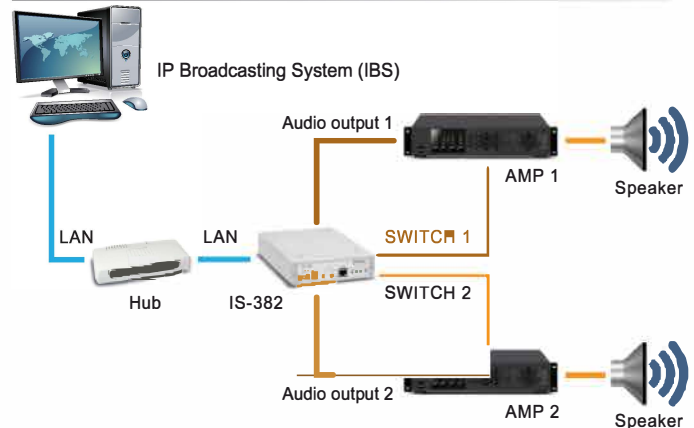 IP Broadcasting System (IBS)
Audio output 1
AMP 1
Speaker
LAN
LAN
SWITCH 1
Hub
IS-382
SWITCH 2
Audio output 2
AMP 2
Speaker